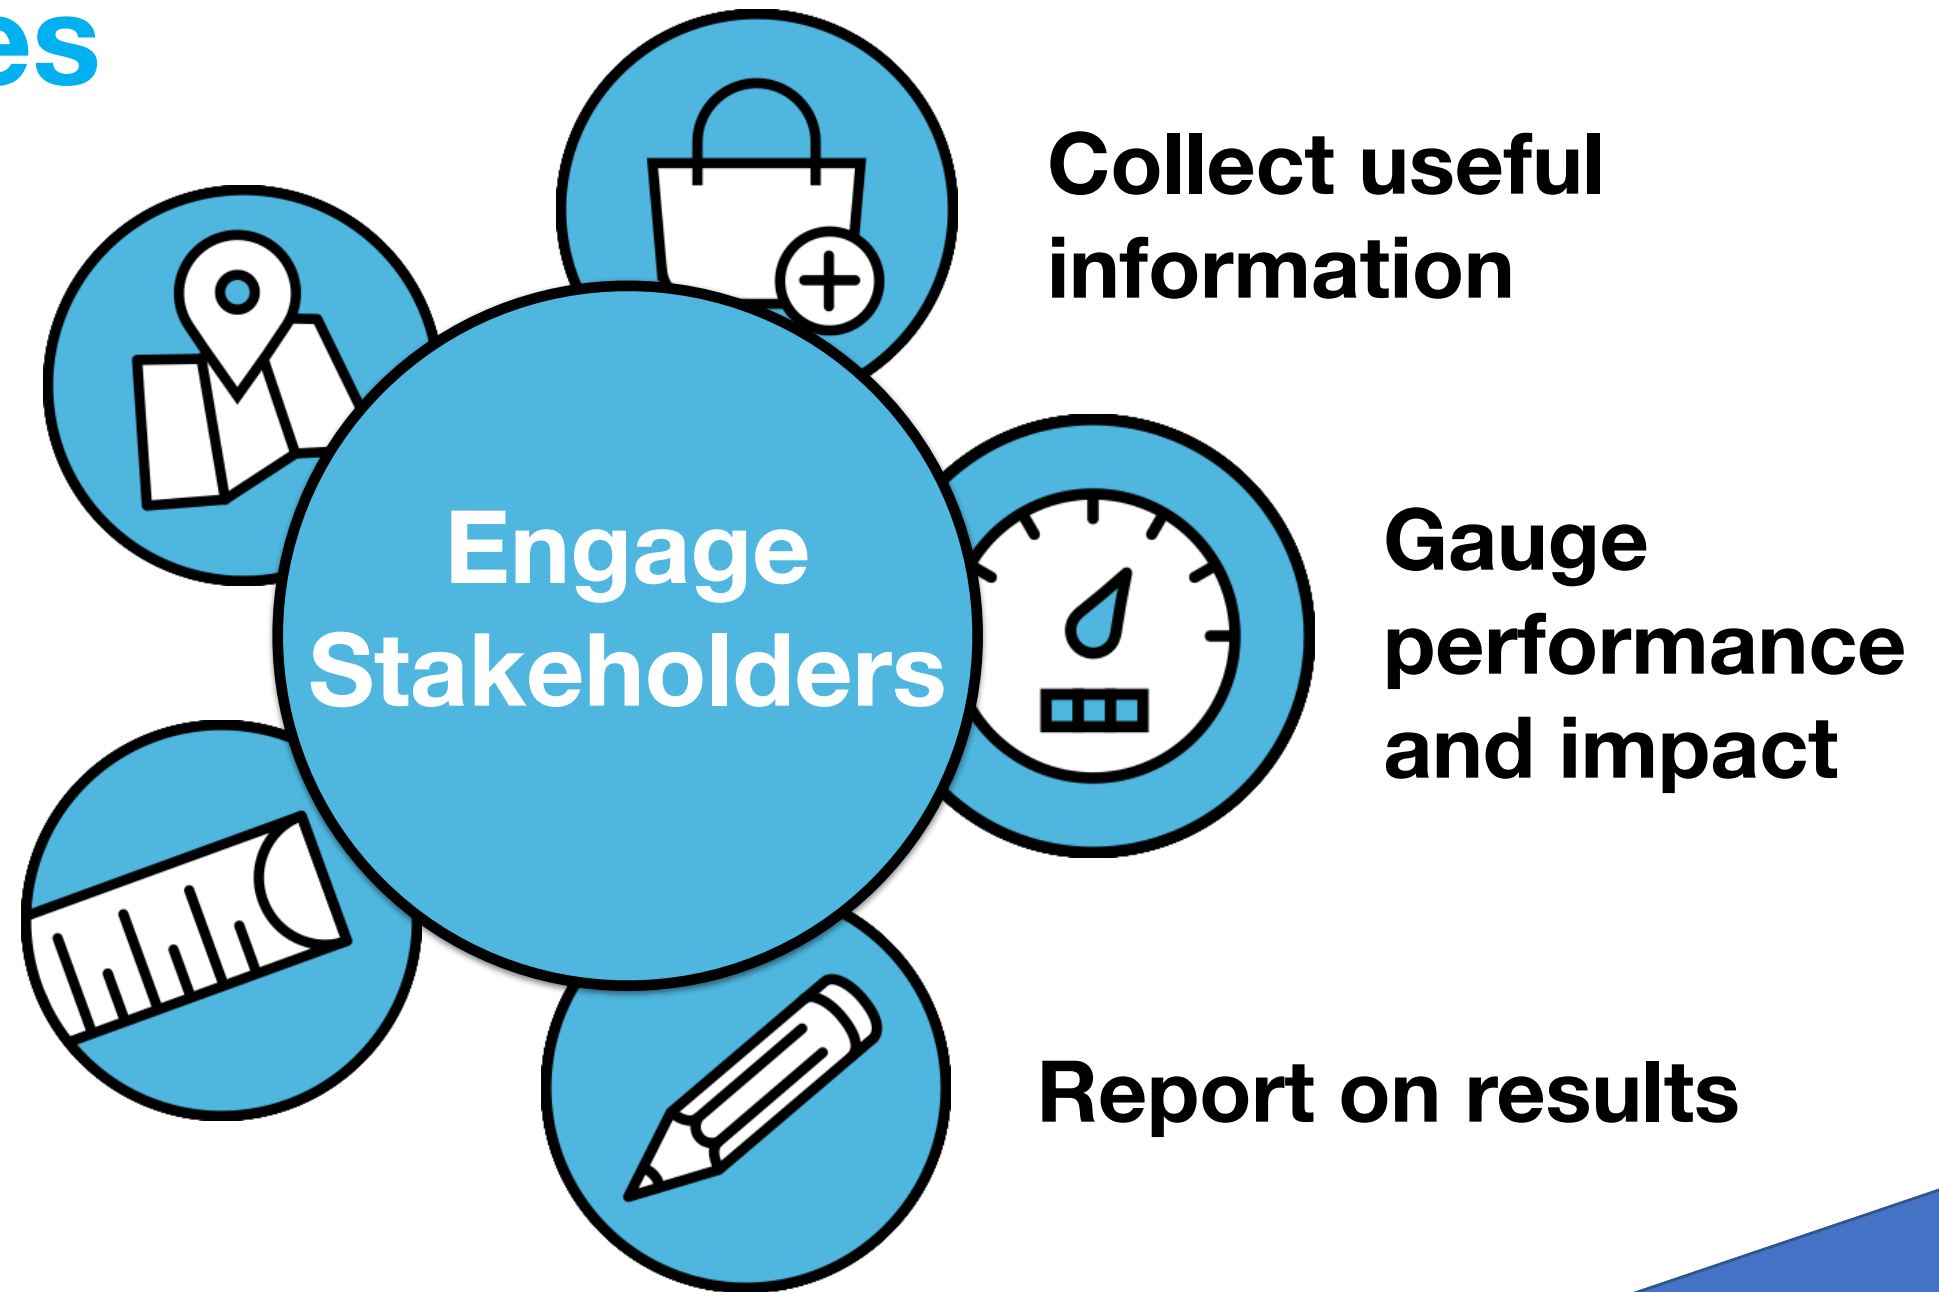 es
Collect useful
information
Engage
Stakeholders
Gauge
performance
and impact
Report on results